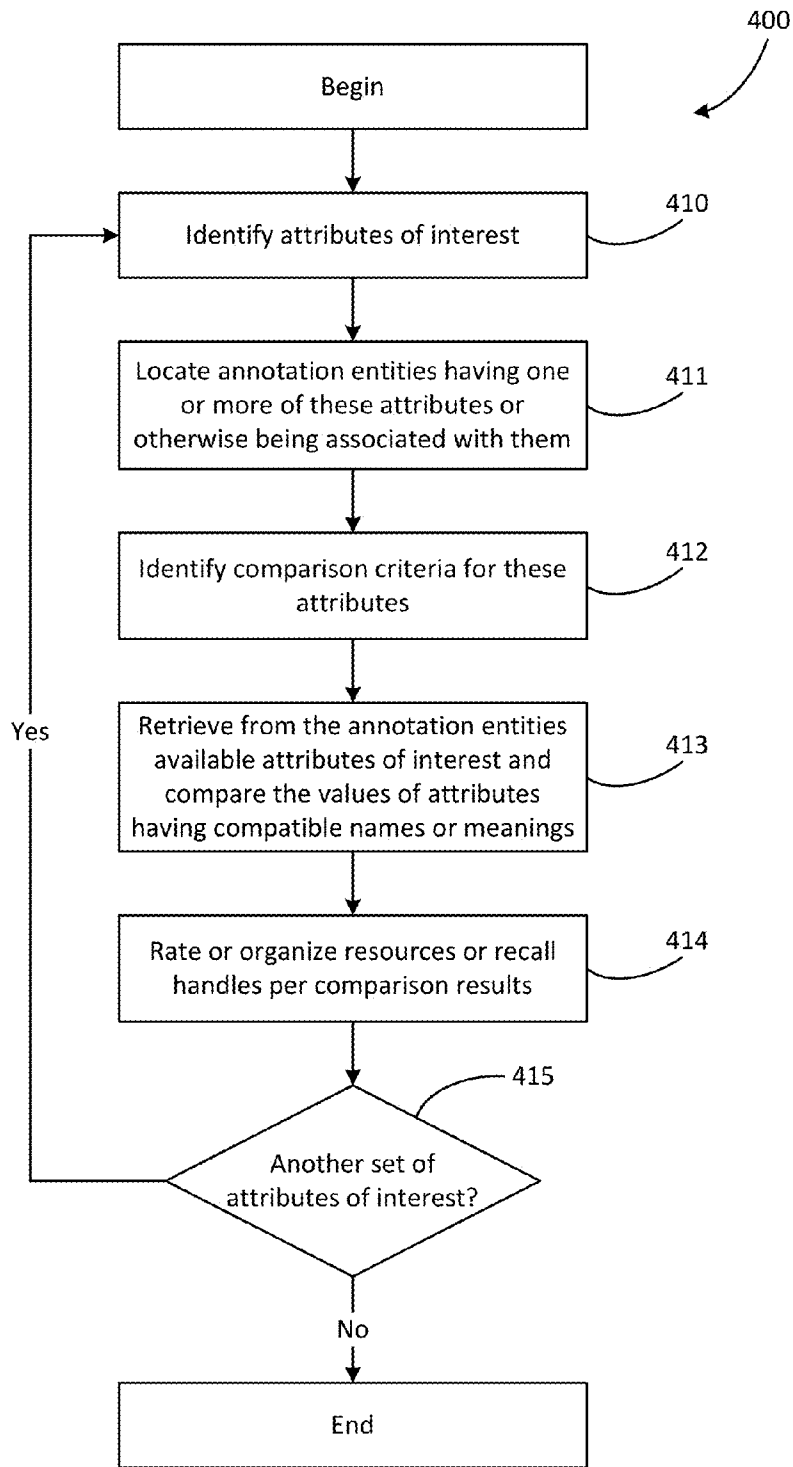 400
Begin
410
Identify attributes of interest
Locate annotation entities having one
or more of these attributes or
otherwise being associated with them
411
Identify comparison criteria for these
attributes
412
Retrieve from the annotation entities
available attributes of interest and
compare the values of attributes
having compatible names or meanings
413
Yes
Rate or organize resources or recall
handles per comparison results
414
415
Another set of
attributes of interest?
No
End